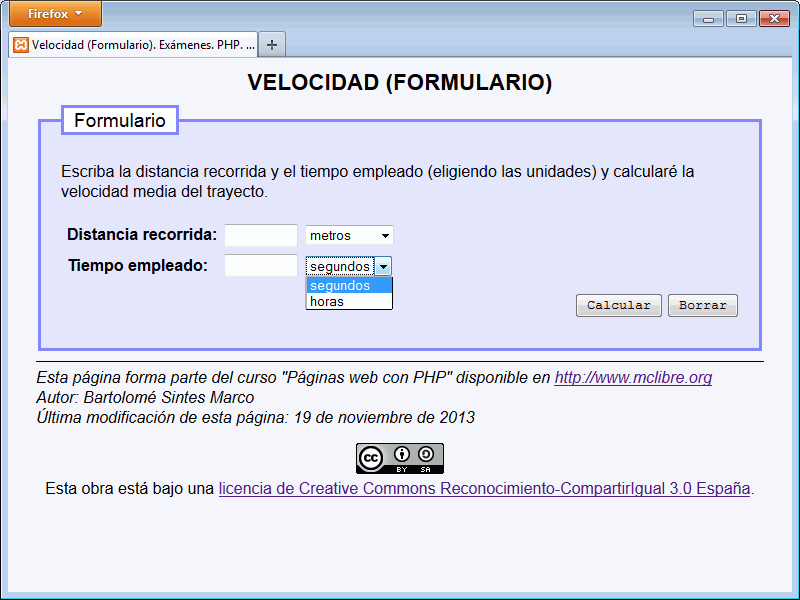 Firefox
Velocidad (Formulario). Exámenes. PHP. ...
VELOCIDAD (FORMULARIO)
Formulario
Escriba la distancia recorrida y el tiempo empleado (eligiendo las unidades) y calcularé la
velocidad media del trayecto.
Distancia recorrida: metros
Tiempo empleado: segundos
segundos
horas
Calcular Borrar
Esta página forma parte del curso "Páginas web con PHP" disponible en http://www.mclibre.org
Autor: Bartolomé Sintes Marco
Última modificación de esta página: 19 de noviembre de 2013
cc BY SA
Esta obra está bajo una licencia de Creative Commons Reconocimiento-CompartirIgual 3.0 España.